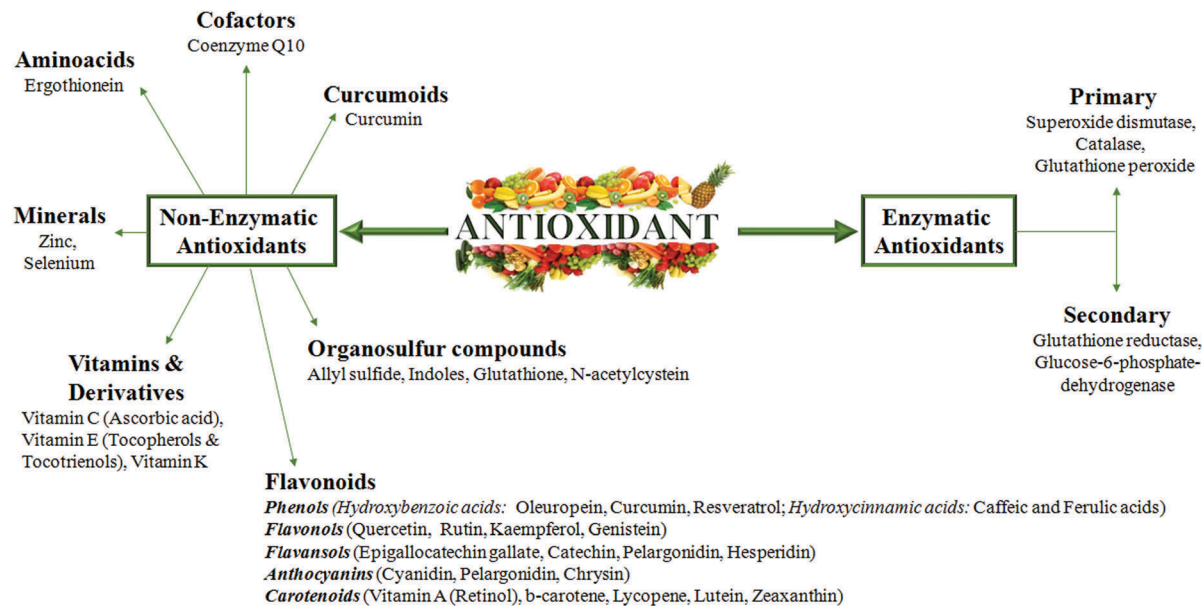 Cofactors
Coenzyme Q10
Aminoacids
Ergothionein
Curcumoids
Curcumin
Minerals
Zinc,
Selenium
Non-Enzymatic
Antioxidants
ANTIOXIDANT
Enzymatic
Antioxidants
Primary
Superoxide dismutase,
Catalase,
Glutathione peroxide
Secondary
Glutathione reductase,
Glucose-6-phosphate-
dehydrogenase
Vitamins &
Derivatives
Vitamin C (Ascorbic acid),
Vitamin E (Tocopherols &
Tocotrienols), Vitamin K
Organosulfur compounds
Allyl sulfide, Indoles, Glutathione, N-acetylcystein
Flavonoids
Phenols (Hydroxybenzoic acids: Oleuropein, Curcumin, Resveratrol; Hydroxycinnamic acids: Caffeic and Ferulic acids)
Flavonols (Quercetin, Rutin, Kaempferol, Genistein)
Flavansols (Epigallocatechin gallate, Catechin, Pelargonidin, Hesperidin)
Anthocyanins (Cyanidin, Pelargonidin, Chrysin)
Carotenoids (Vitamin A (Retinol), b-carotene, Lycopene, Lutein, Zeaxanthin)